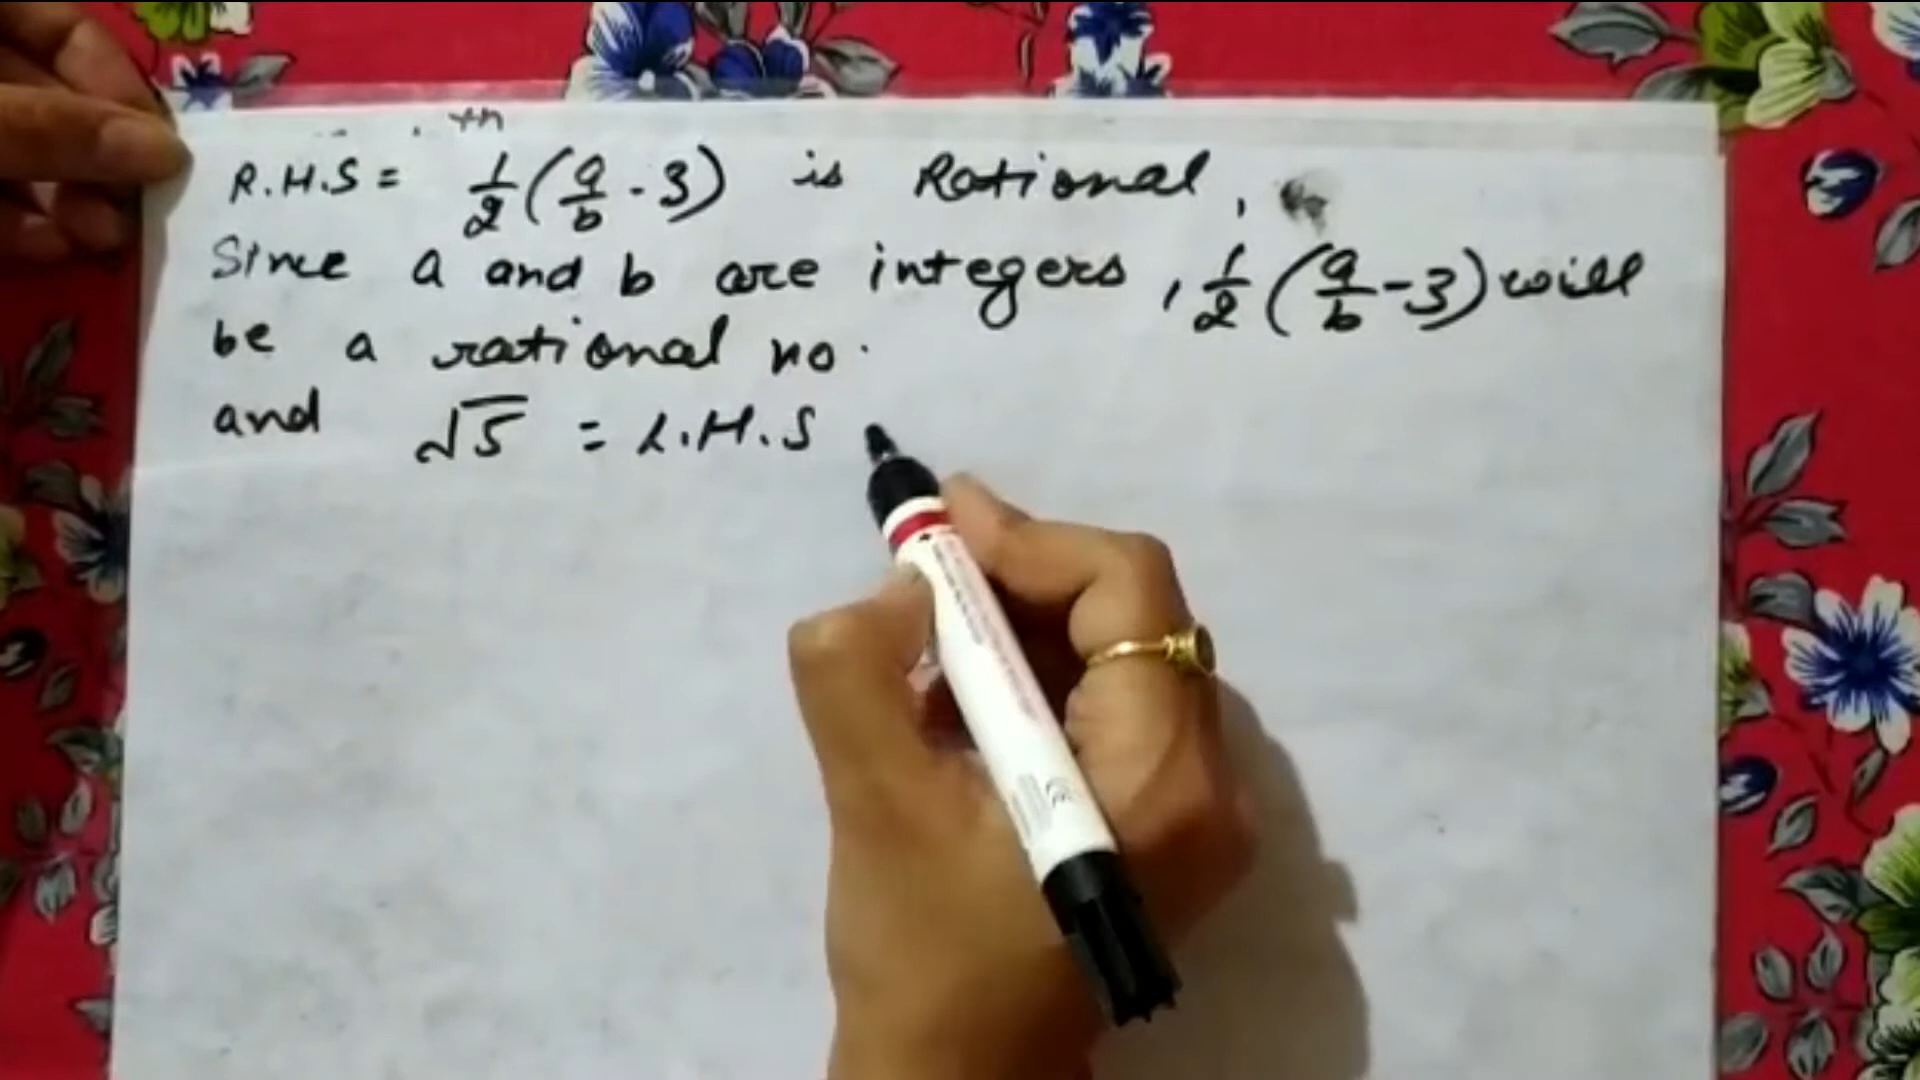 R.H.S = 1/2 (a/b - 3) is Rational,
Since a and b are integers, 1/2 (a/b - 3) will
be a rational no.
and √5 = L.H.S